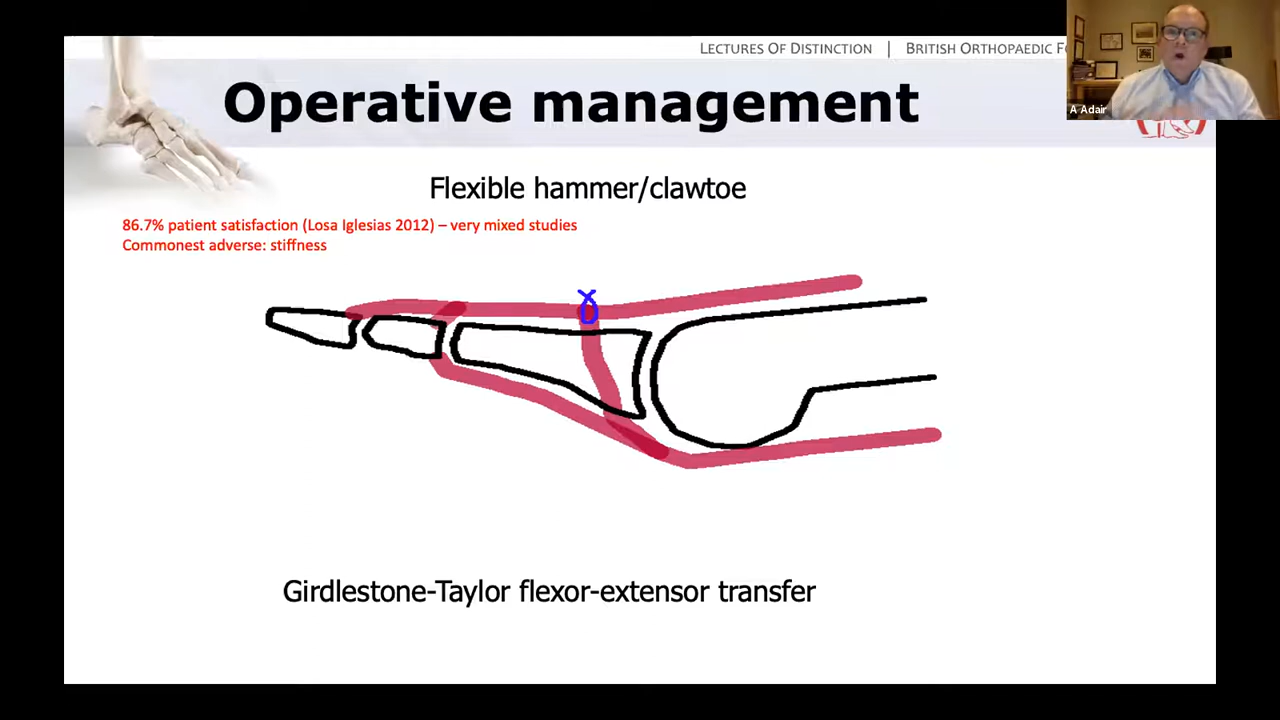 LECTURES OF DISTINCTION | BRITISH ORTHOPAEDIC
Operative management
A Adair
Flexible hammer/clawtoe
86.7% patient satisfaction (Losa Iglesias 2012) – very mixed studies
Commonest adverse: stiffness
Girdlestone-Taylor flexor-extensor transfer